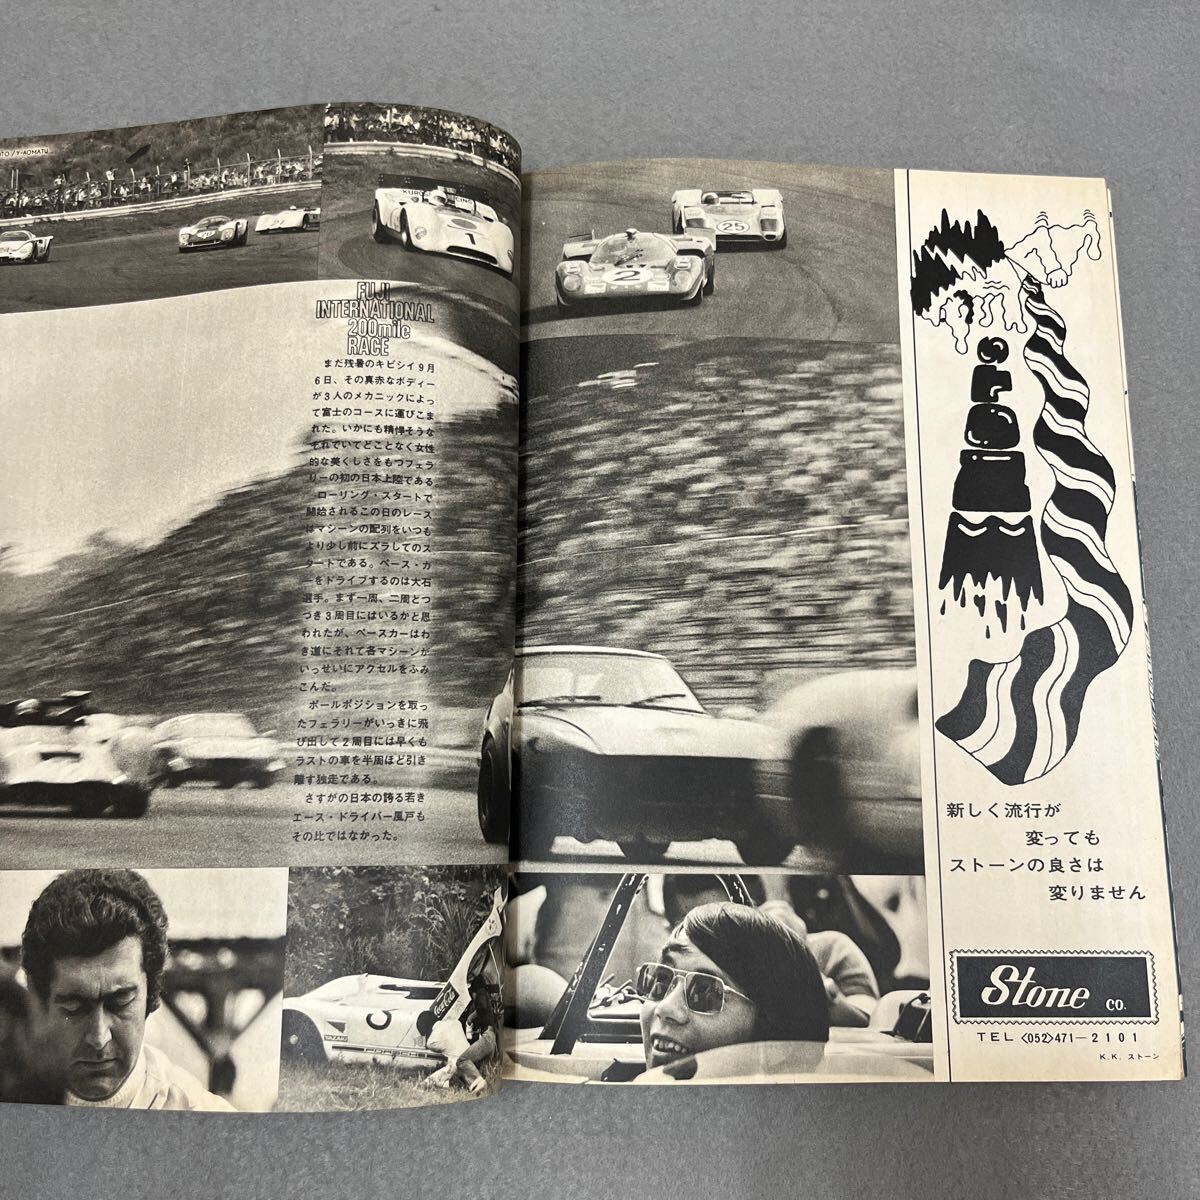 TO/Y·AOMATU
FUJI
INTERNATIONAL
200mile
RACE
まだ残暑のキビシイ9月
6日、その真赤なボディー
が3人のメカニックによっ
て富士のコースに運びこま
れた。いかにも精悍そうな
それでいてどことなく女性
的な美くしさをもつフェラ
リーの初の日本上陸である
ローリング・スタートで
開始されるこの日のレース
はマシーンの配列をいつも
より少し前にズラしてのス
タートである。ペース・カ
ーをドライブするのは大石
選手。まず一周、二周とつ
づき3周目にはいるかと思
われたが、ペースカーはわ
き道にそれて各マシーンが
いっせいにアクセルをふみ
こんだ。
ポールポジションを取っ
たフェラリーがいっきに飛
び出して2周目には早くも
ラストの車を半周ほど引き
離す独走である。
さすがの日本の誇る若き
エース・ドライバー風戸も
その比ではなかった。
1
2
25
Coca-Cola
PORSCHE
新しく流行が
変っても
ストーンの良さは
変りません
Stone co.
TEL〈052〉471-2101
K.K. ストーン